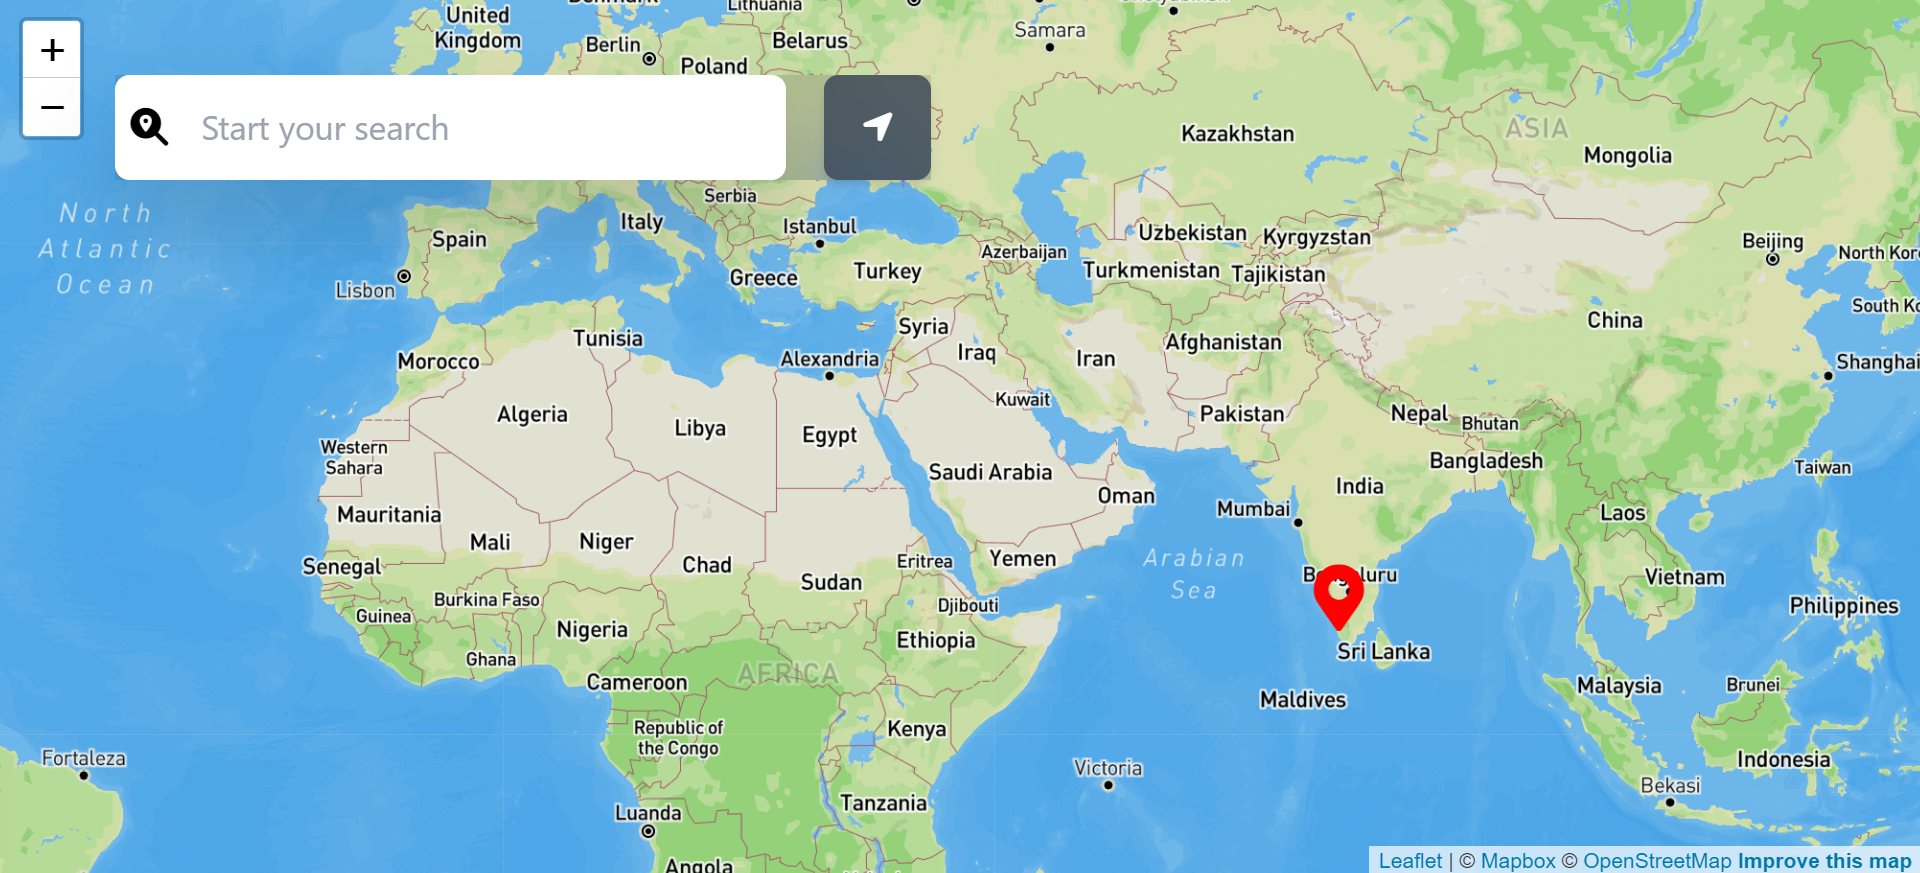 United
Kingdom
Lithuania
Berlin
Belarus
Samara
Poland
+
−
Start your search
Kazakhstan
ASIA
Mongolia
North
Atlantic
Ocean
Serbia
Italy
Istanbul
Spain
Azerbaijan
Uzbekistan
Kyrgyzstan
Beijing
North Kor
Lisbon
Greece
Turkey
Turkmenistan
Tajikistan
South Ko
Syria
China
Tunisia
Morocco
Alexandria
Iraq
Iran
Afghanistan
Shanghai
Algeria
Libya
Egypt
Kuwait
Pakistan
Nepal
Bhutan
Western
Sahara
Saudi Arabia
Bangladesh
Taiwan
Oman
India
Mumbai
Mauritania
Laos
Mali
Niger
Chad
Eritrea
Yemen
Arabian
Sea
Senegal
Sudan
Vietnam
Burkina Faso
Djibouti
Philippines
Guinea
Nigeria
Ethiopia
Ghana
Sri Lanka
Cameroon
AFRICA
Maldives
Malaysia
Brunei
Republic of
the Congo
Kenya
Fortaleza
Victoria
Indonesia
Bekasi
Luanda
Tanzania
Angola
Leaflet | © Mapbox © OpenStreetMap Improve this map